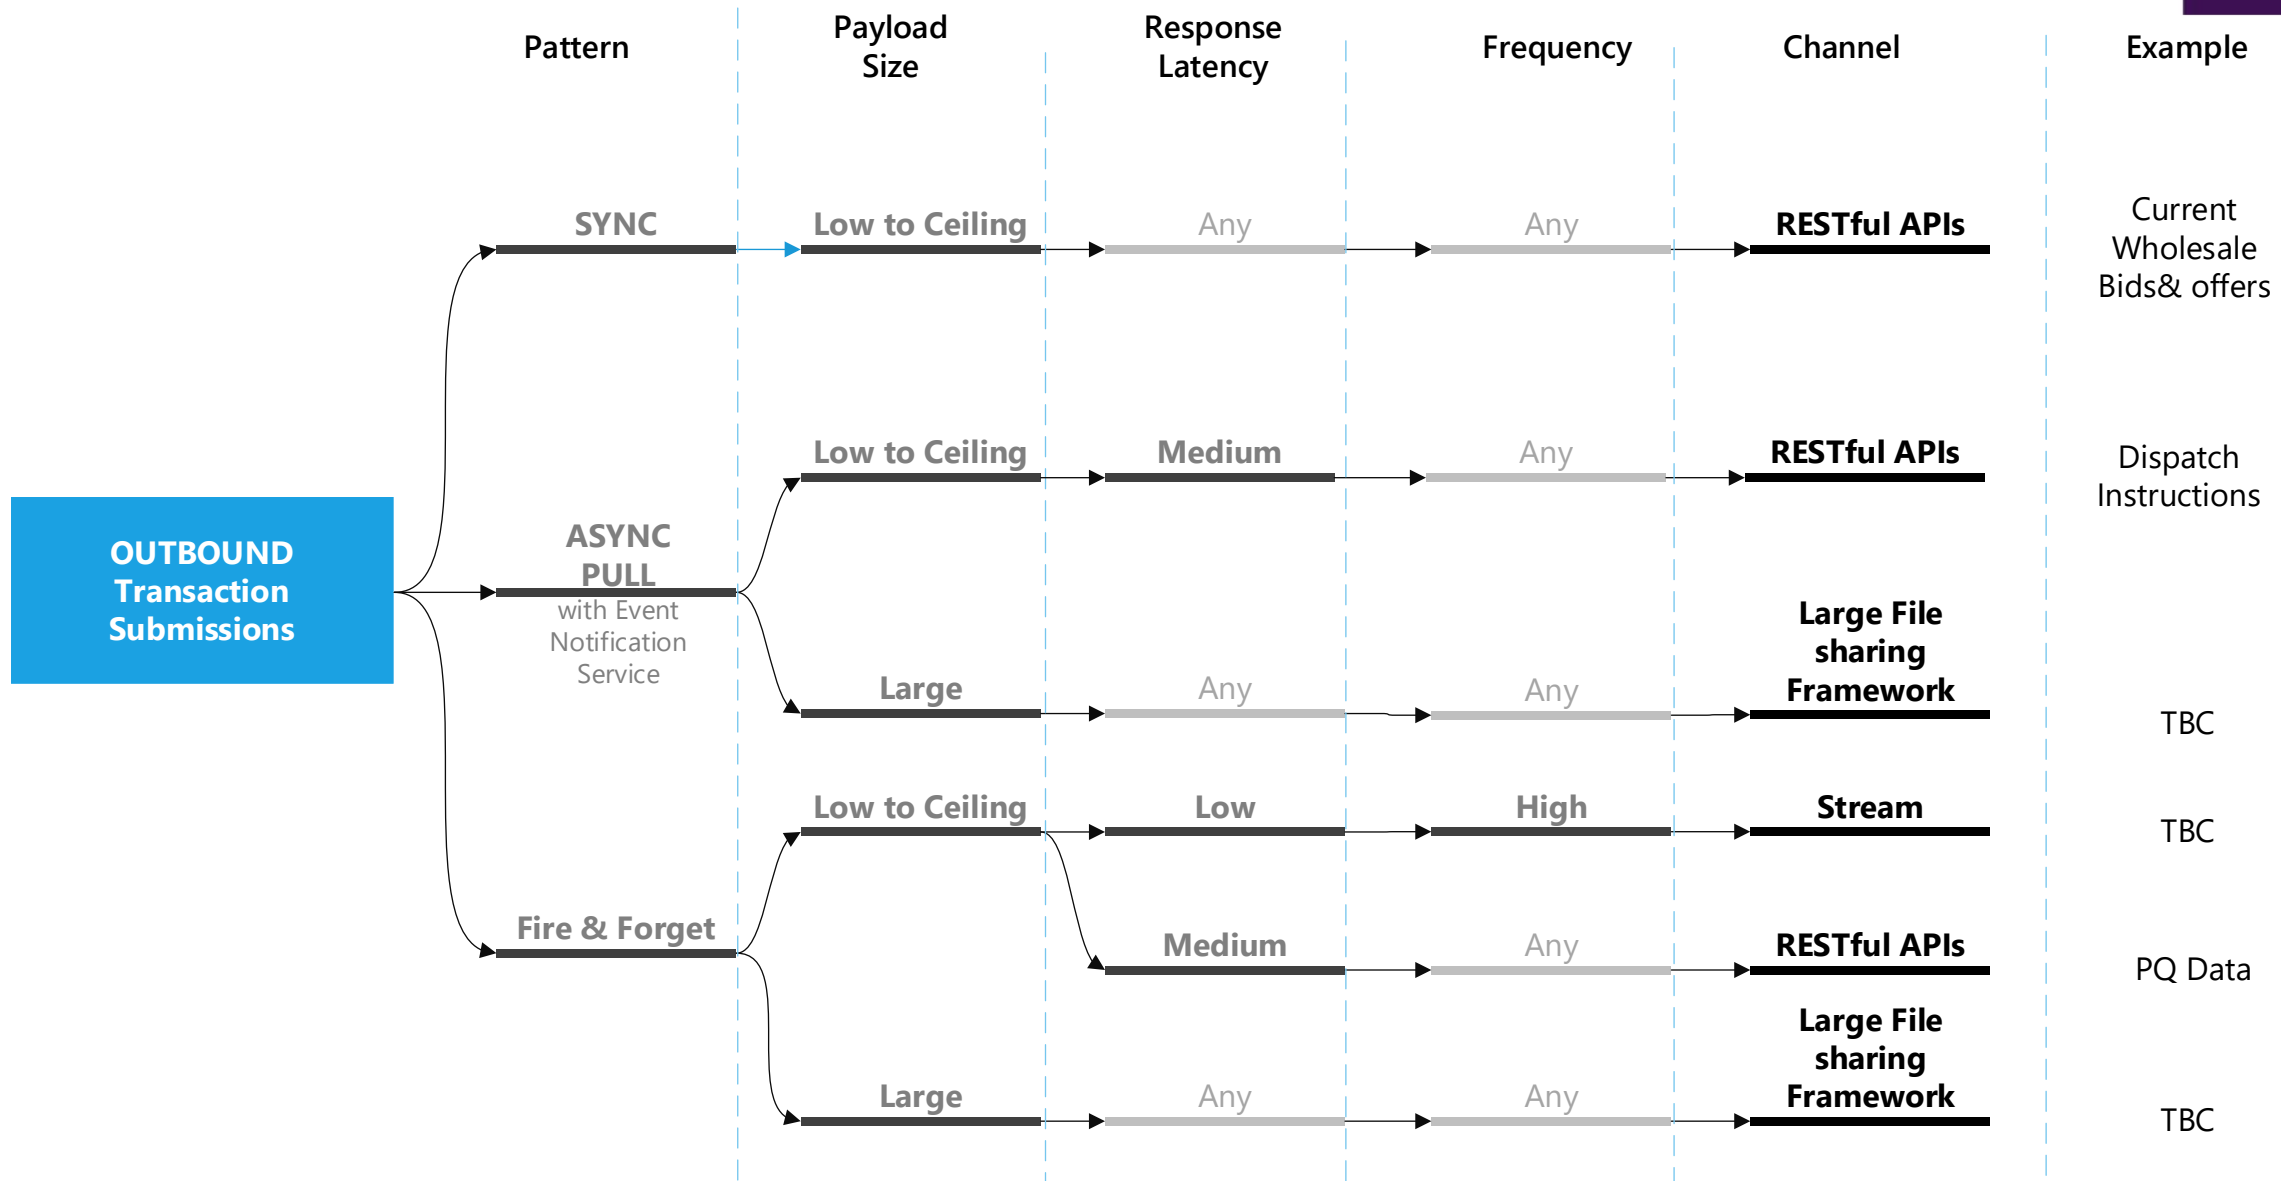 Pattern
Payload
Size
Response
Latency
Frequency
Channel
Example
SYNC
Low to Ceiling
Any
Any
RESTful APIs
Current
Wholesale
Bids& offers
OUTBOUND
Transaction
Submissions
ASYNC
PULL
with Event
Notification
Service
Low to Ceiling
Medium
Any
RESTful APIs
Dispatch
Instructions
Large
Any
Any
Large File
sharing
Framework
TBC
Fire & Forget
Low to Ceiling
Low
High
Stream
TBC
Medium
Any
RESTful APIs
PQ Data
Large
Any
Any
Large File
sharing
Framework
TBC